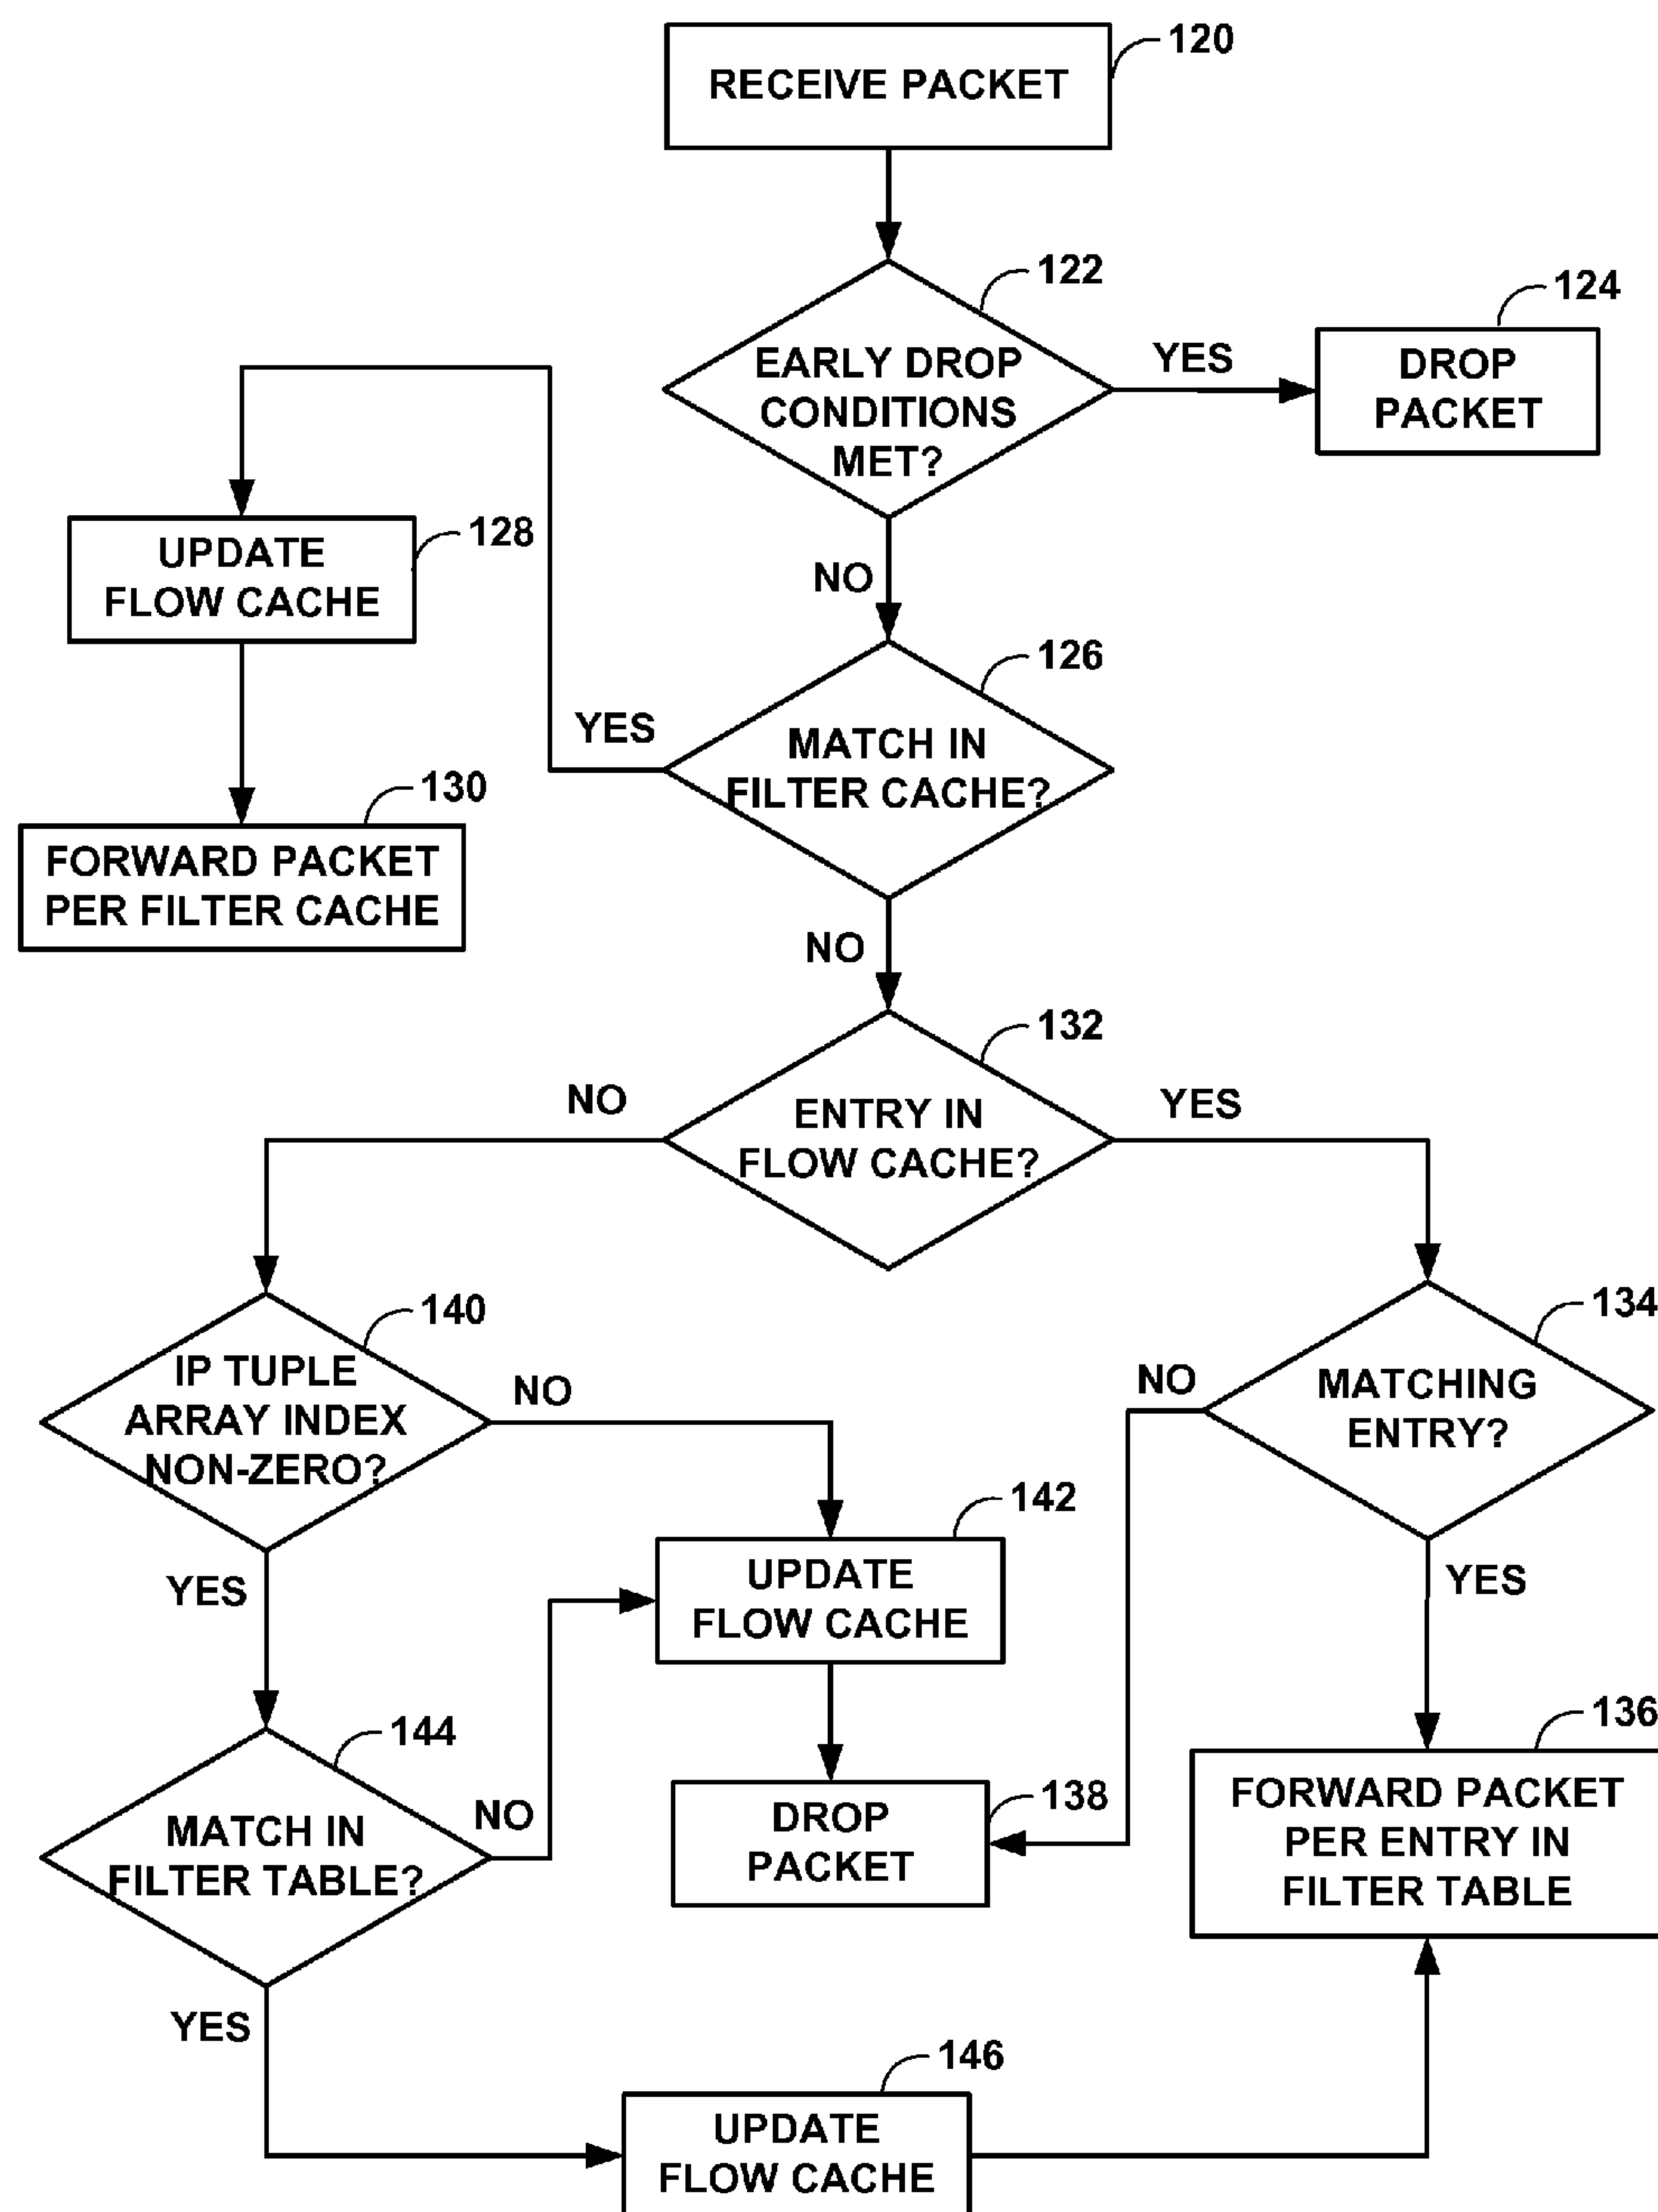 120
RECEIVE PACKET
122
EARLY DROP
CONDITIONS
MET?
YES
124
DROP
PACKET
NO
128
UPDATE
FLOW CACHE
126
YES
MATCH IN
FILTER CACHE?
130
FORWARD PACKET
PER FILTER CACHE
NO
132
NO
ENTRY IN
FLOW CACHE?
YES
140
IP TUPLE
ARRAY INDEX
NON-ZERO?
NO
134
NO
MATCHING
ENTRY?
142
UPDATE
FLOW CACHE
YES
YES
144
MATCH IN
FILTER TABLE?
NO
138
DROP
PACKET
136
FORWARD PACKET
PER ENTRY IN
FILTER TABLE
YES
146
UPDATE
FLOW CACHE